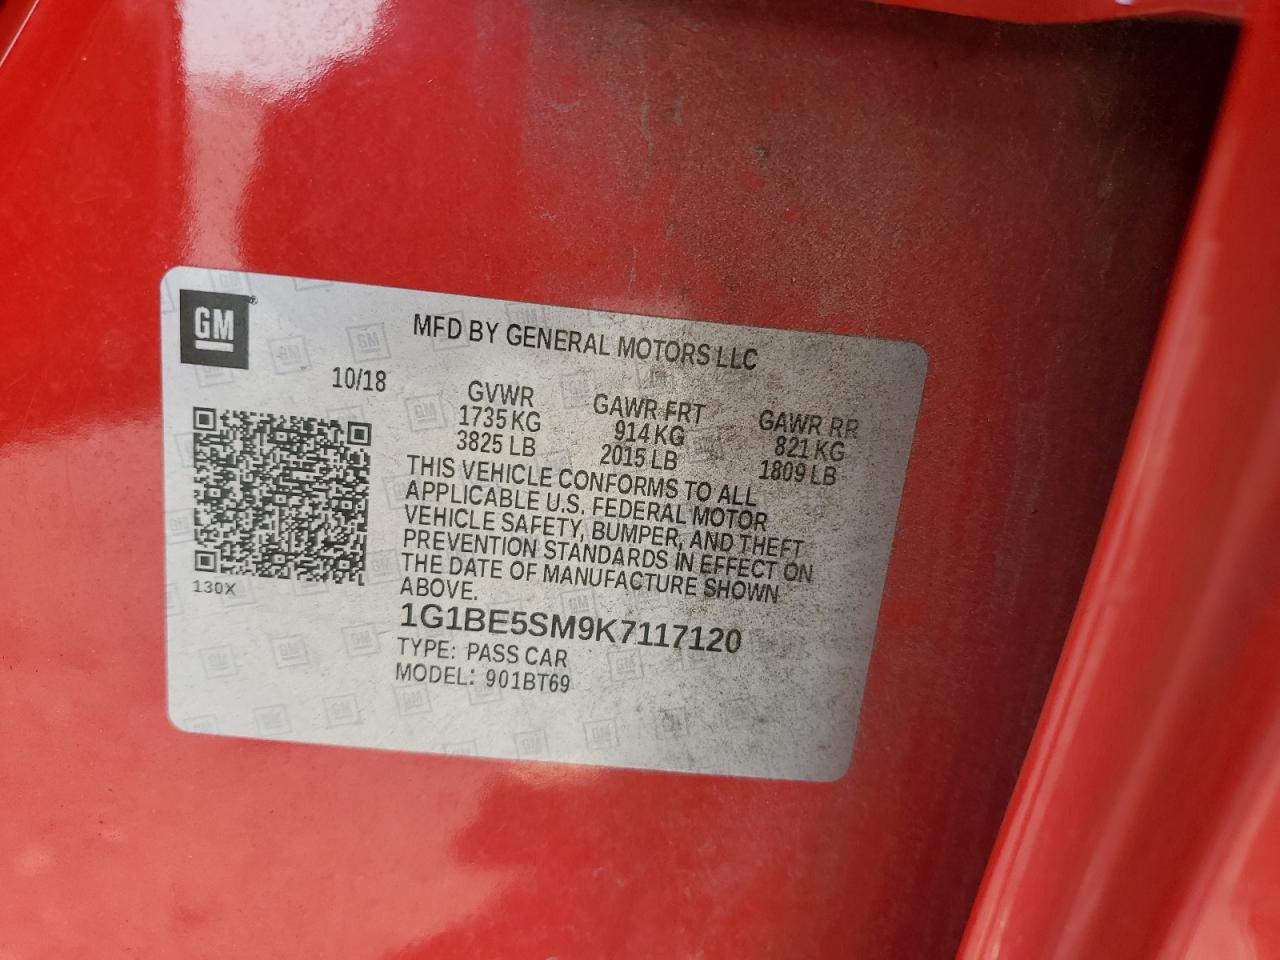 GM®
MFD BY GENERAL MOTORS LLC
10/18
GVWR GAWR FRT GAWR RR
1735 KG 914 KG 821 KG
3825 LB 2015 LB 1809 LB
THIS VEHICLE CONFORMS TO ALL
APPLICABLE U.S. FEDERAL MOTOR
VEHICLE SAFETY, BUMPER, AND THEFT
PREVENTION STANDARDS IN EFFECT ON
THE DATE OF MANUFACTURE SHOWN
ABOVE.
130X
1G1BE5SM9K7117120
TYPE: PASS CAR
MODEL: 901BT69